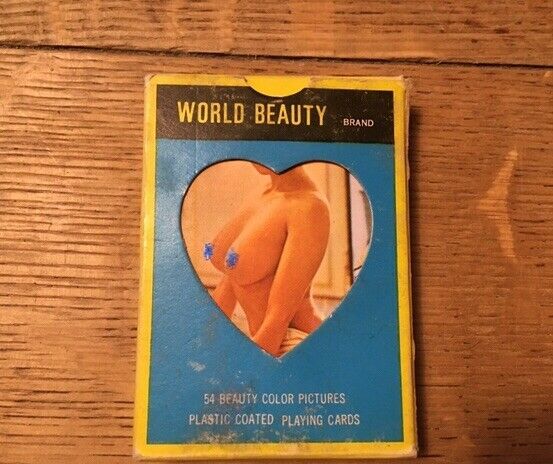 WORLD BEAUTY BRAND
54 BEAUTY COLOR PICTURES
PLASTIC COATED PLAYING CARDS